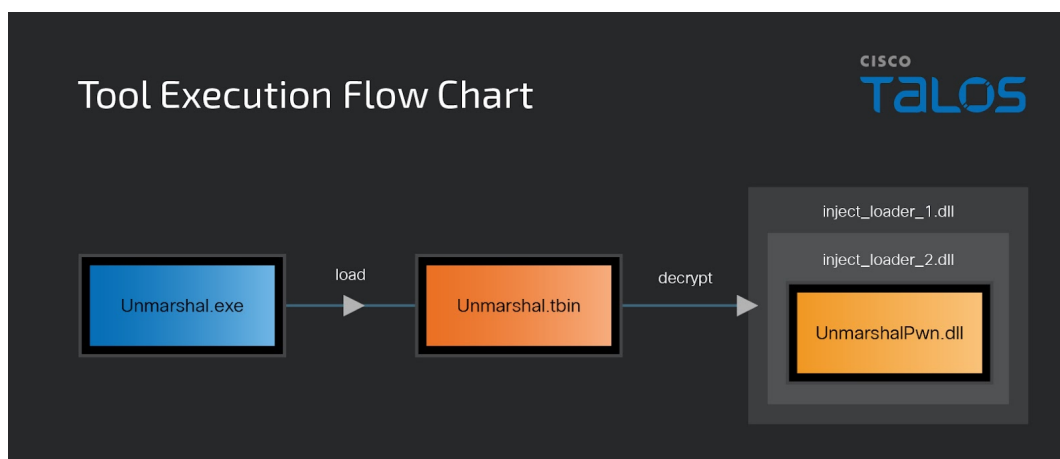 CISCO
TALOS
Tool Execution Flow Chart
inject_loader_1.dll
inject_loader_2.dll
load
decrypt
Unmarshal.exe
Unmarshal.tbin
UnmarshalPwn.dll